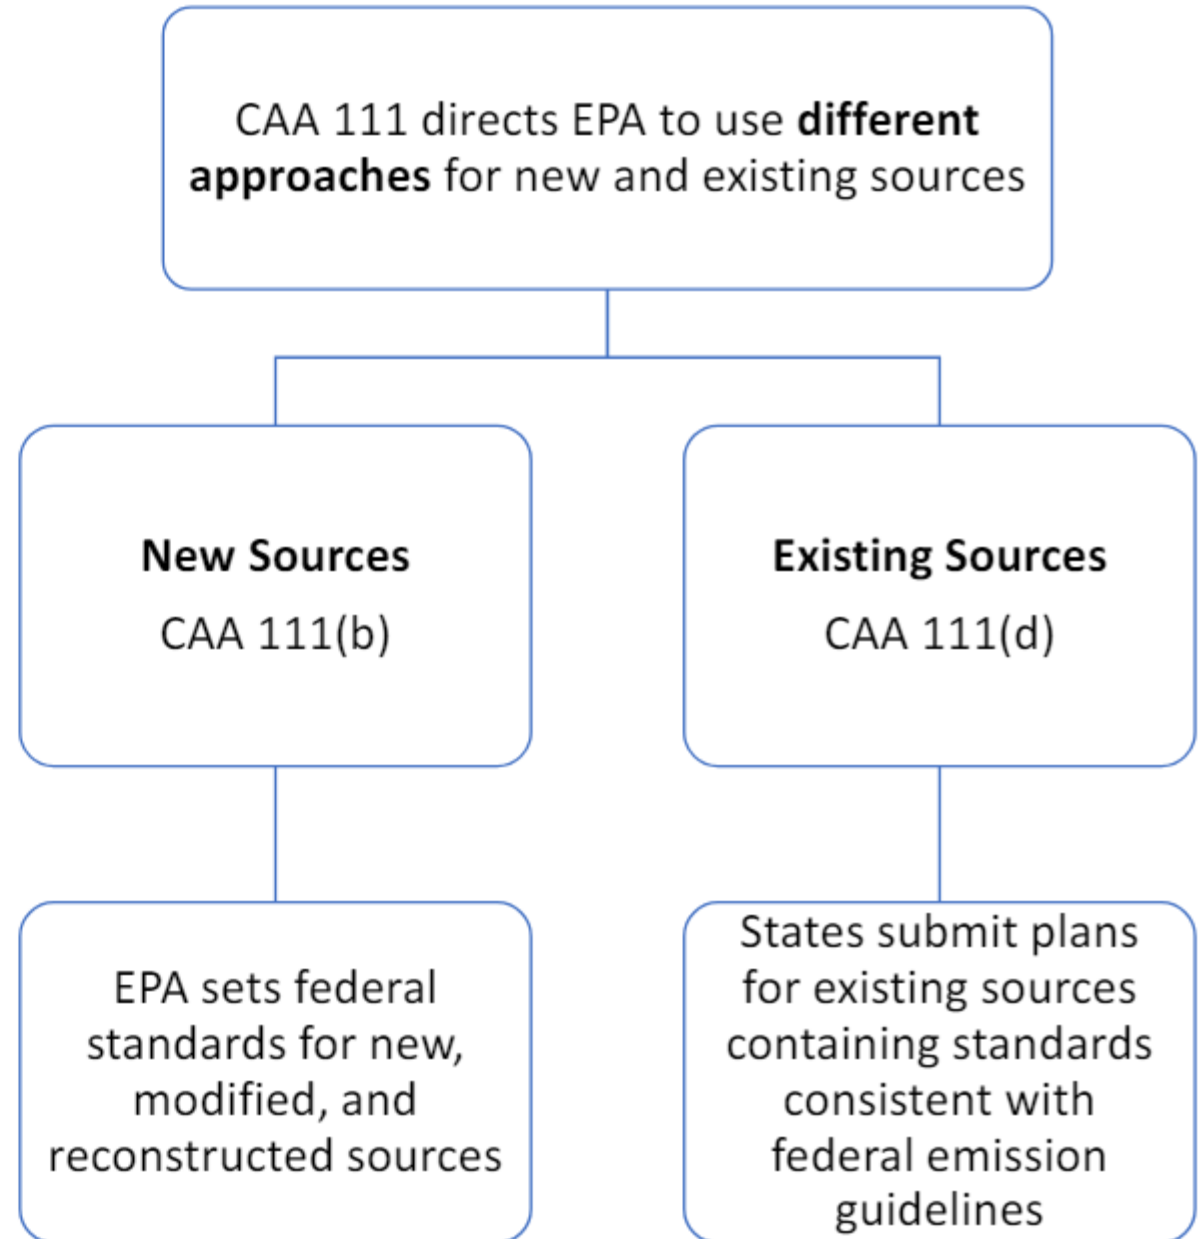 CAA 111 directs EPA to use different
approaches for new and existing sources
New Sources
CAA 111(b)
Existing Sources
CAA 111(d)
EPA sets federal
standards for new,
modified, and
reconstructed sources
States submit plans
for existing sources
containing standards
consistent with
federal emission
guidelines